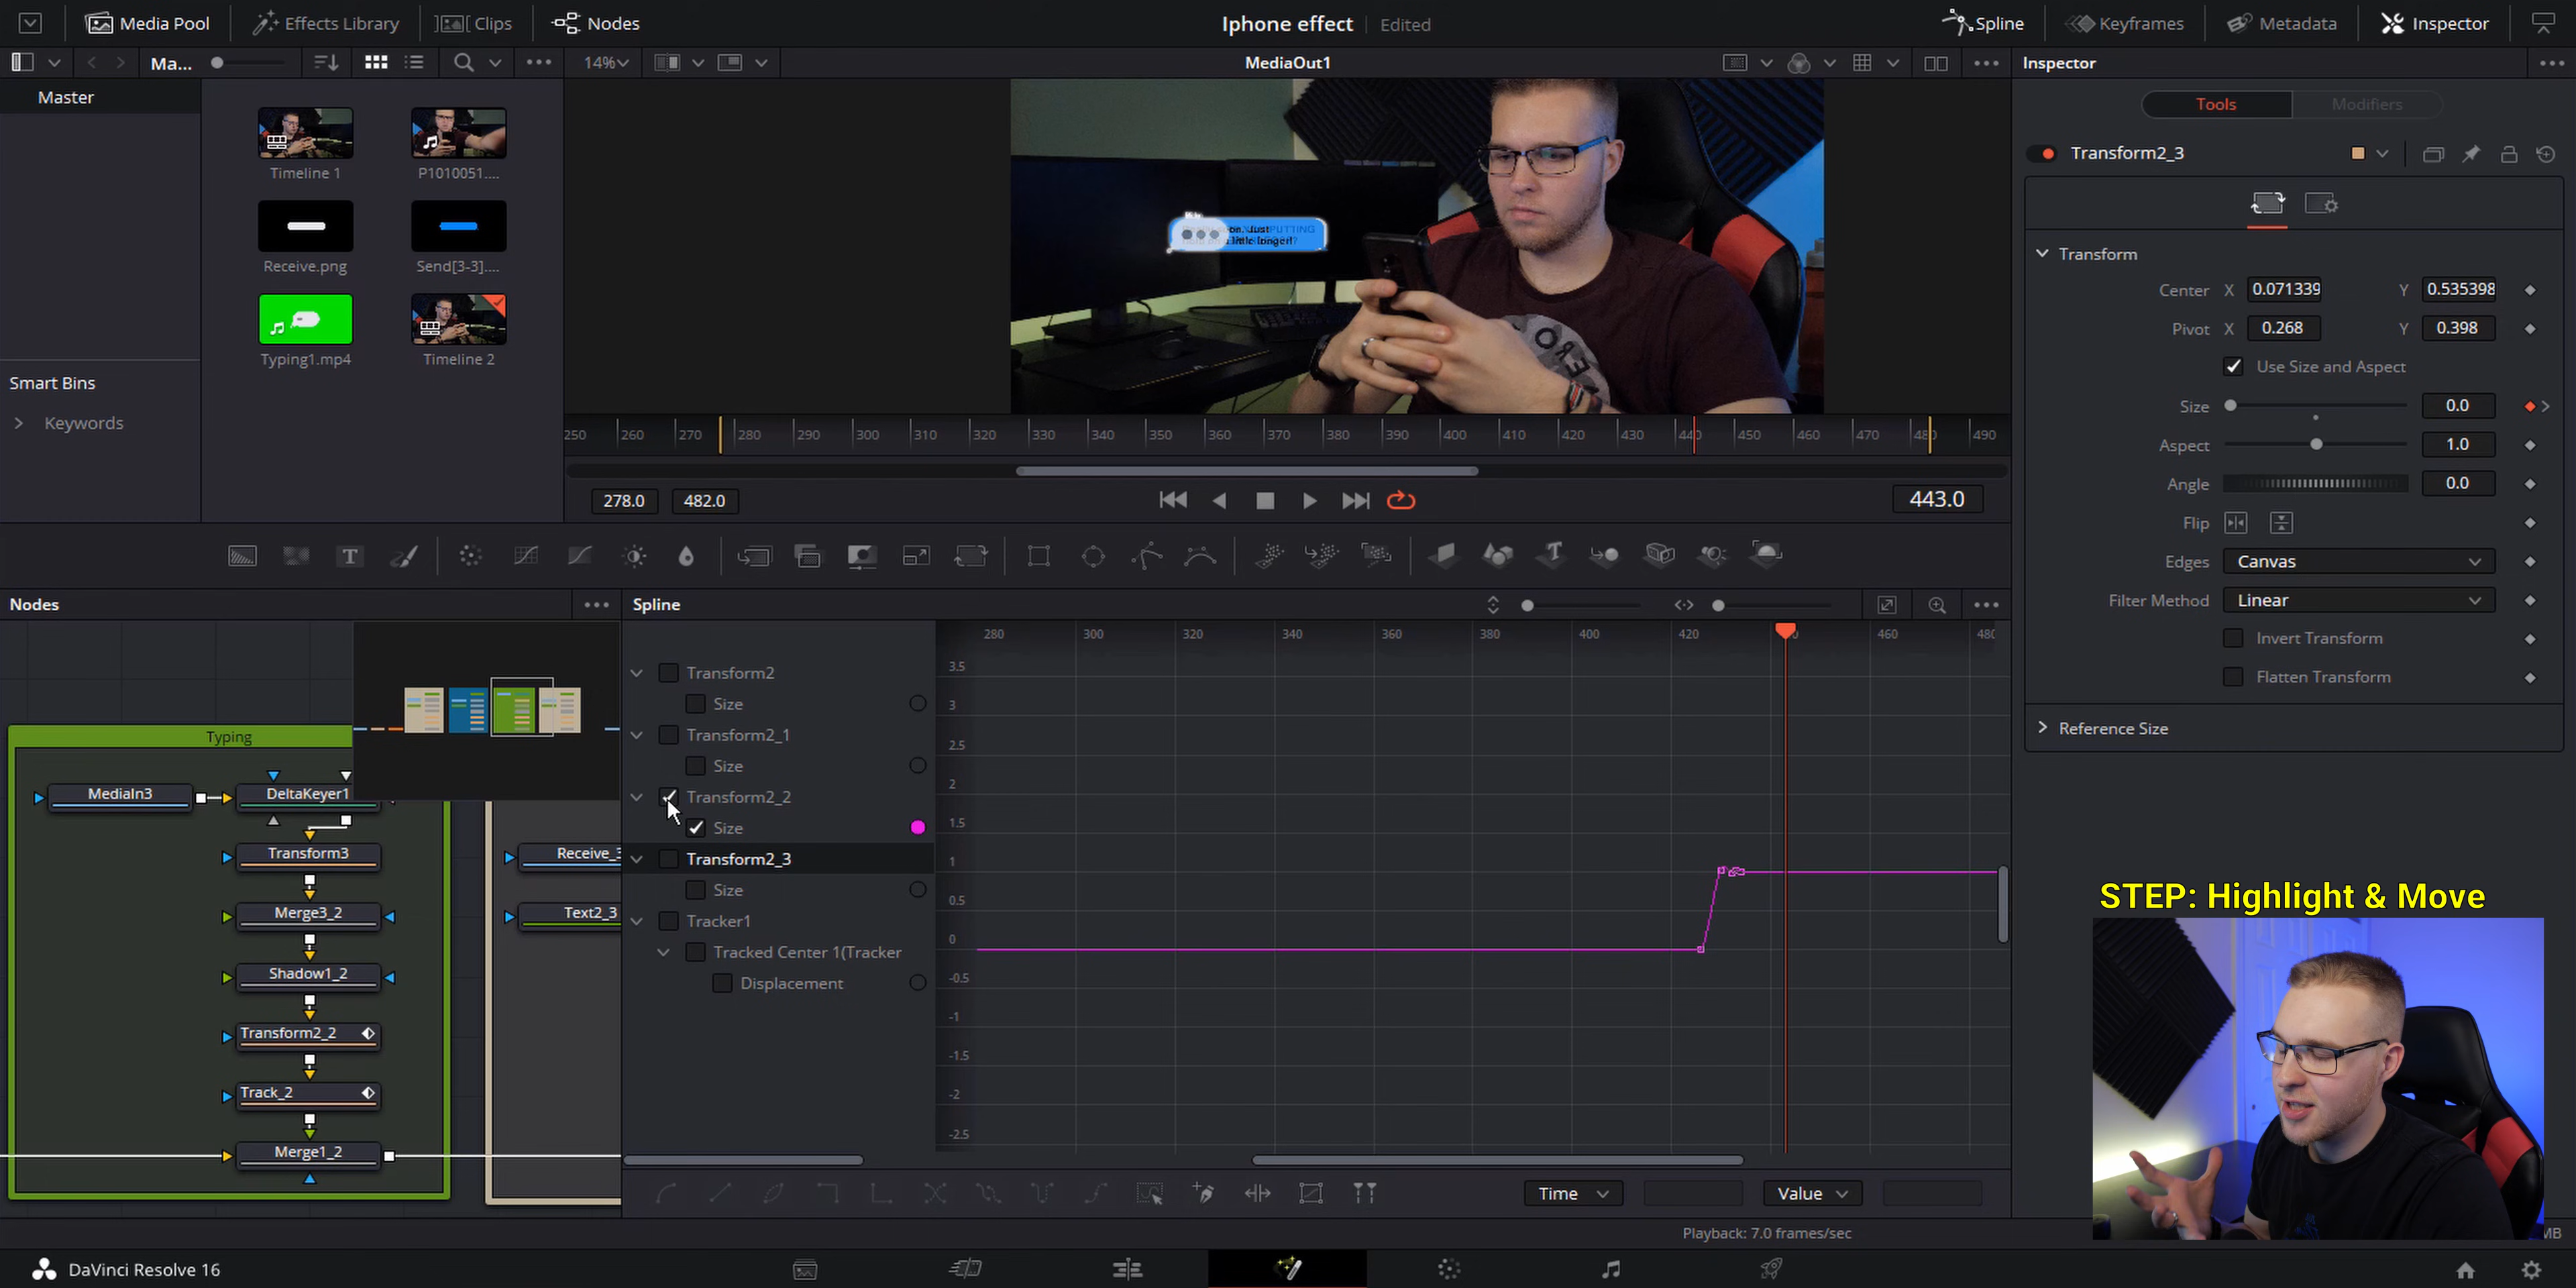 Media Pool
Effects Library
Clips
Nodes
Iphone effect
Edited
Spline
Keyframes
Metadata
Inspector
Ma...
14%
MediaOut1
Inspector
Master
Timeline 1
P1010051....
Receive.png
Send[3-3]....
Typing1.mp4
Timeline 2
Smart Bins
Keywords
250 260 270 280 290 300 310 320 330 340 350 360 370 380 390 400 410 420 430 440 450 460 470 480 490
278.0
482.0
443.0
Tools
Modifiers
Transform2_3
Transform
Center X 0.071339 Y 0.535398
Pivot X 0.268 Y 0.398
Use Size and Aspect
Size 0.0
Aspect 1.0
Angle 0.0
Flip
Edges Canvas
Filter Method Linear
Invert Transform
Flatten Transform
Reference Size
Nodes
Typing
MediaIn3
DeltaKeyer1
Transform3
Merge3_2
Shadow1_2
Transform2_2
Track_2
Merge1_2
Receive_3
Text2_3
Spline
Transform2
Size
Transform2_1
Size
Transform2_2
Size
Transform2_3
Size
Tracker1
Tracked Center 1(Tracker
Displacement
280 300 320 340 360 380 400 420 460
3.5
3
2.5
2
1.5
1
0.5
0
-0.5
-1
-1.5
-2
-2.5
Time
Value
STEP: Highlight & Move
Playback: 7.0 frames/sec
MB
DaVinci Resolve 16